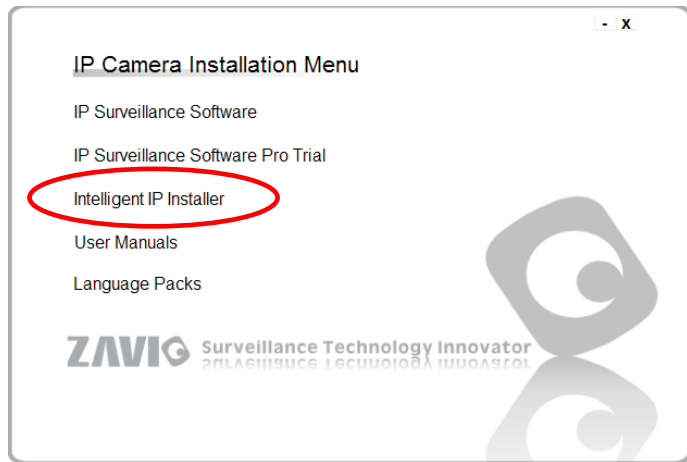 - X
IP Camera Installation Menu
IP Surveillance Software
IP Surveillance Software Pro Trial
Intelligent IP Installer
User Manuals
Language Packs
ZAVIO Surveillance Technology Innovator